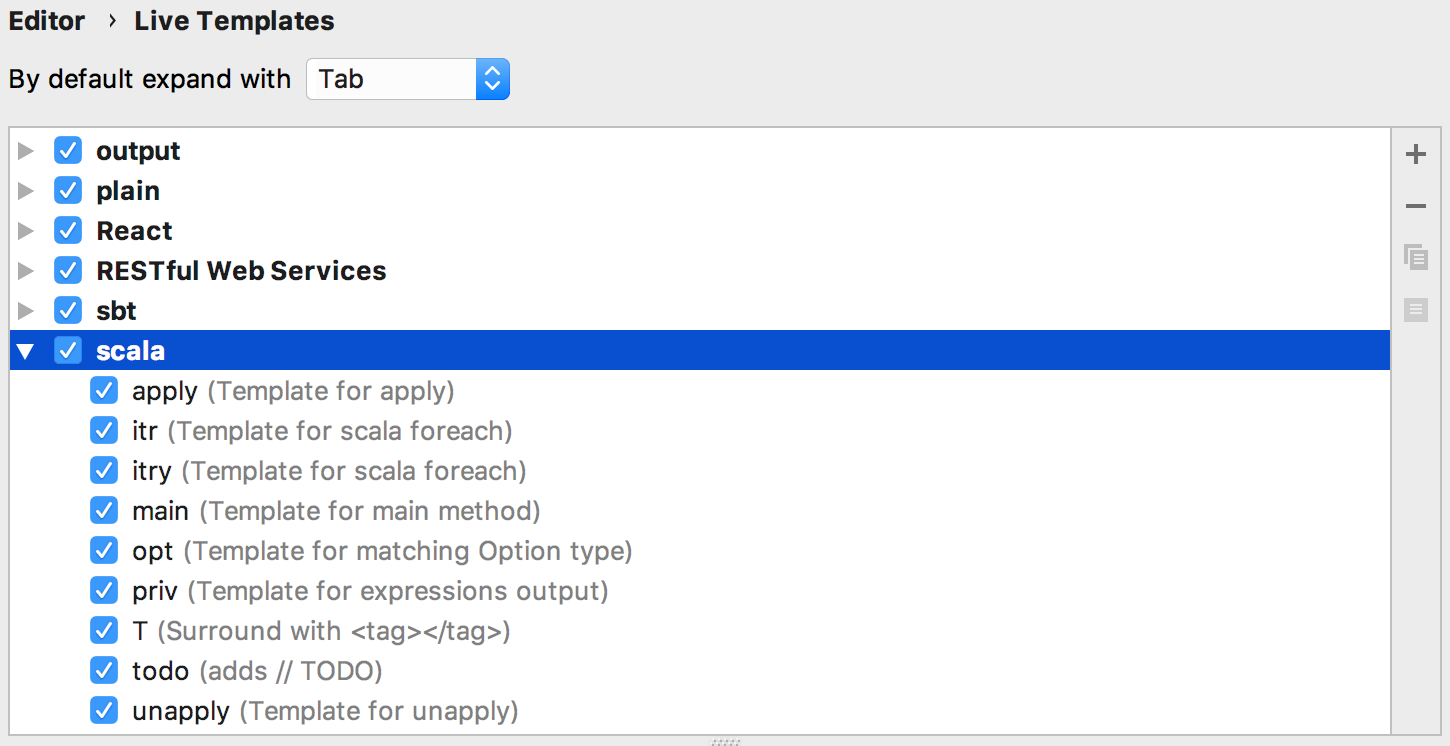 Editor › Live Templates
By default expand with Tab
output
plain
React
RESTful Web Services
sbt
scala
apply (Template for apply)
itr (Template for scala foreach)
itry (Template for scala foreach)
main (Template for main method)
opt (Template for matching Option type)
priv (Template for expressions output)
T (Surround with <tag></tag>)
todo (adds // TODO)
unapply (Template for unapply)